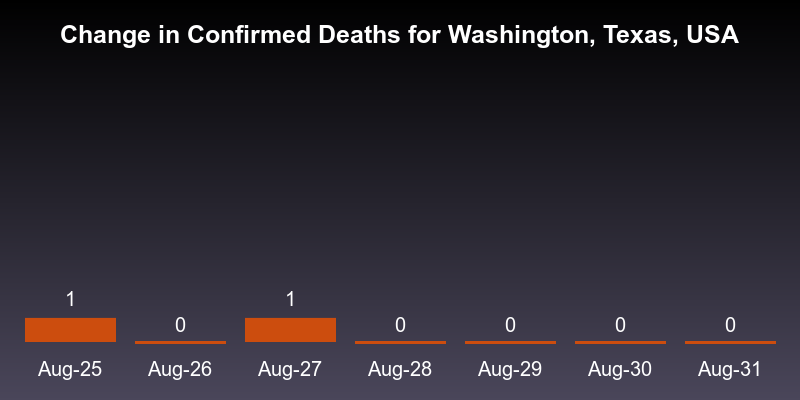 Change in Confirmed Deaths for Washington, Texas, USA
1 0 1 0 0 0 0
Aug-25 Aug-26 Aug-27 Aug-28 Aug-29 Aug-30 Aug-31